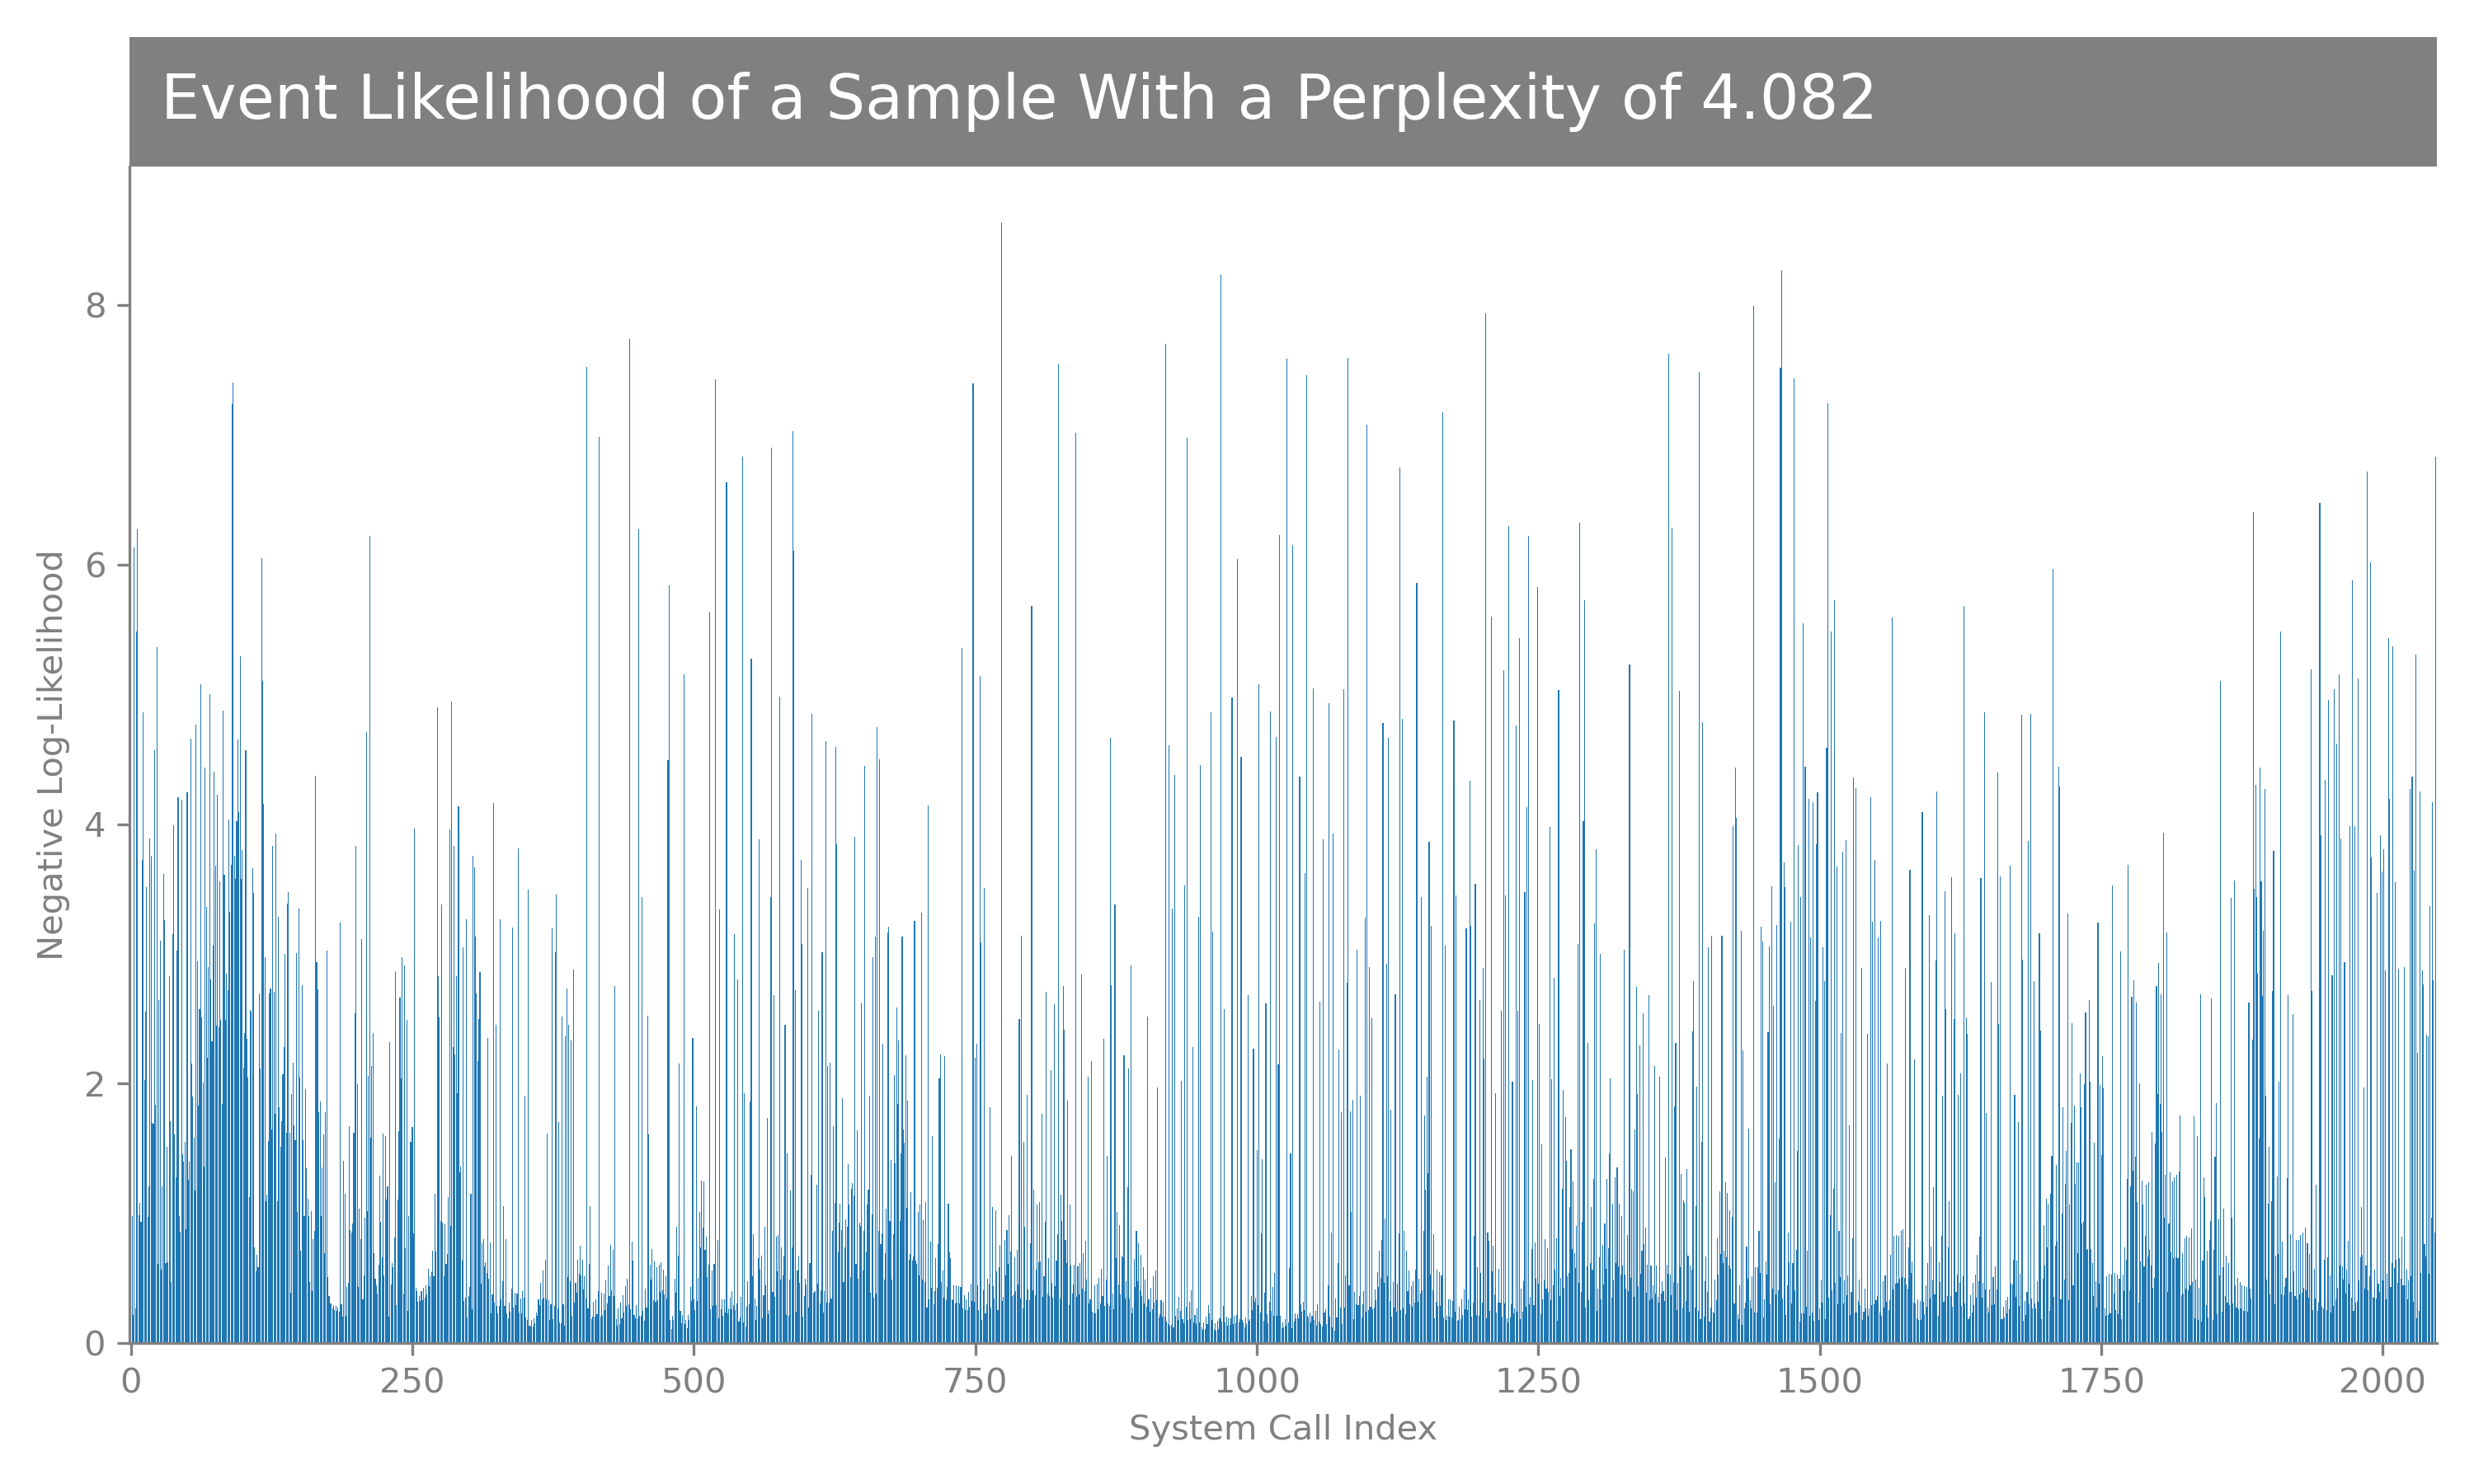 Event Likelihood of a Sample With a Perplexity of 4.082
8
6
4
2
0
Negative Log-Likelihood
0 250 500 750 1000 1250 1500 1750 2000
System Call Index